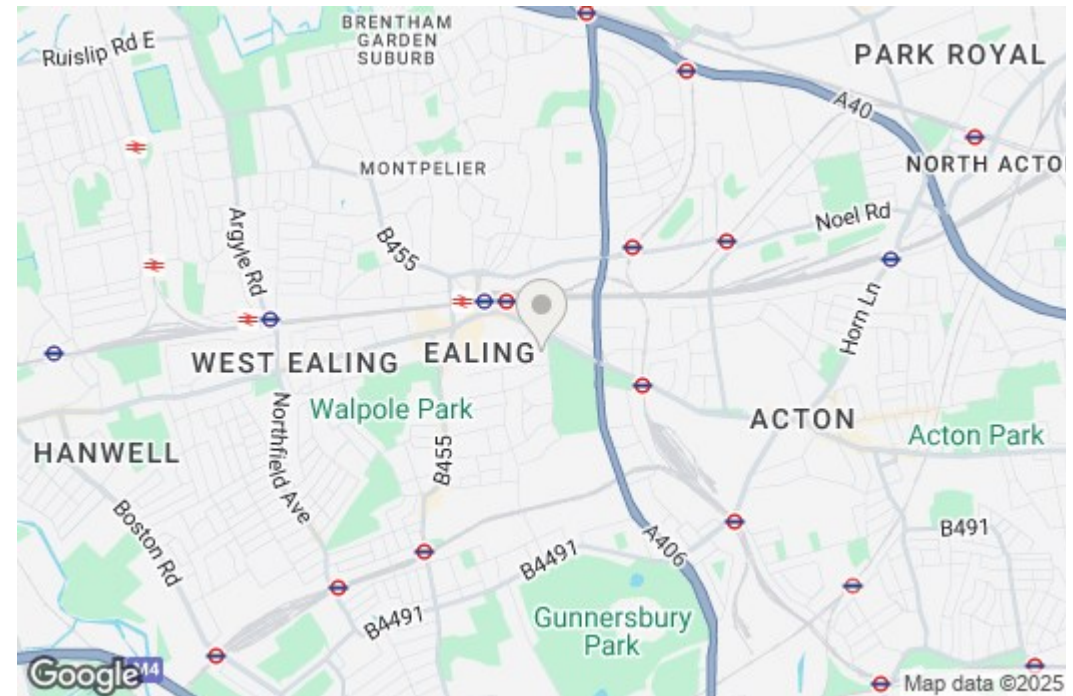 BRENTHAM
GARDEN
SUBURB
Ruislip Rd E
PARK ROYAL
A40
MONTPELIER
NORTH ACTO
Argyle Rd
B455
Noel Rd
Horn Ln
WEST EALING
EALING
Walpole Park
Northfield Ave
ACTON
Acton Park
HANWELL
B455
Boston Rd
B491
B4491
A406
B4491
Gunnersbury
Park
Google
M4
Map data ©2025